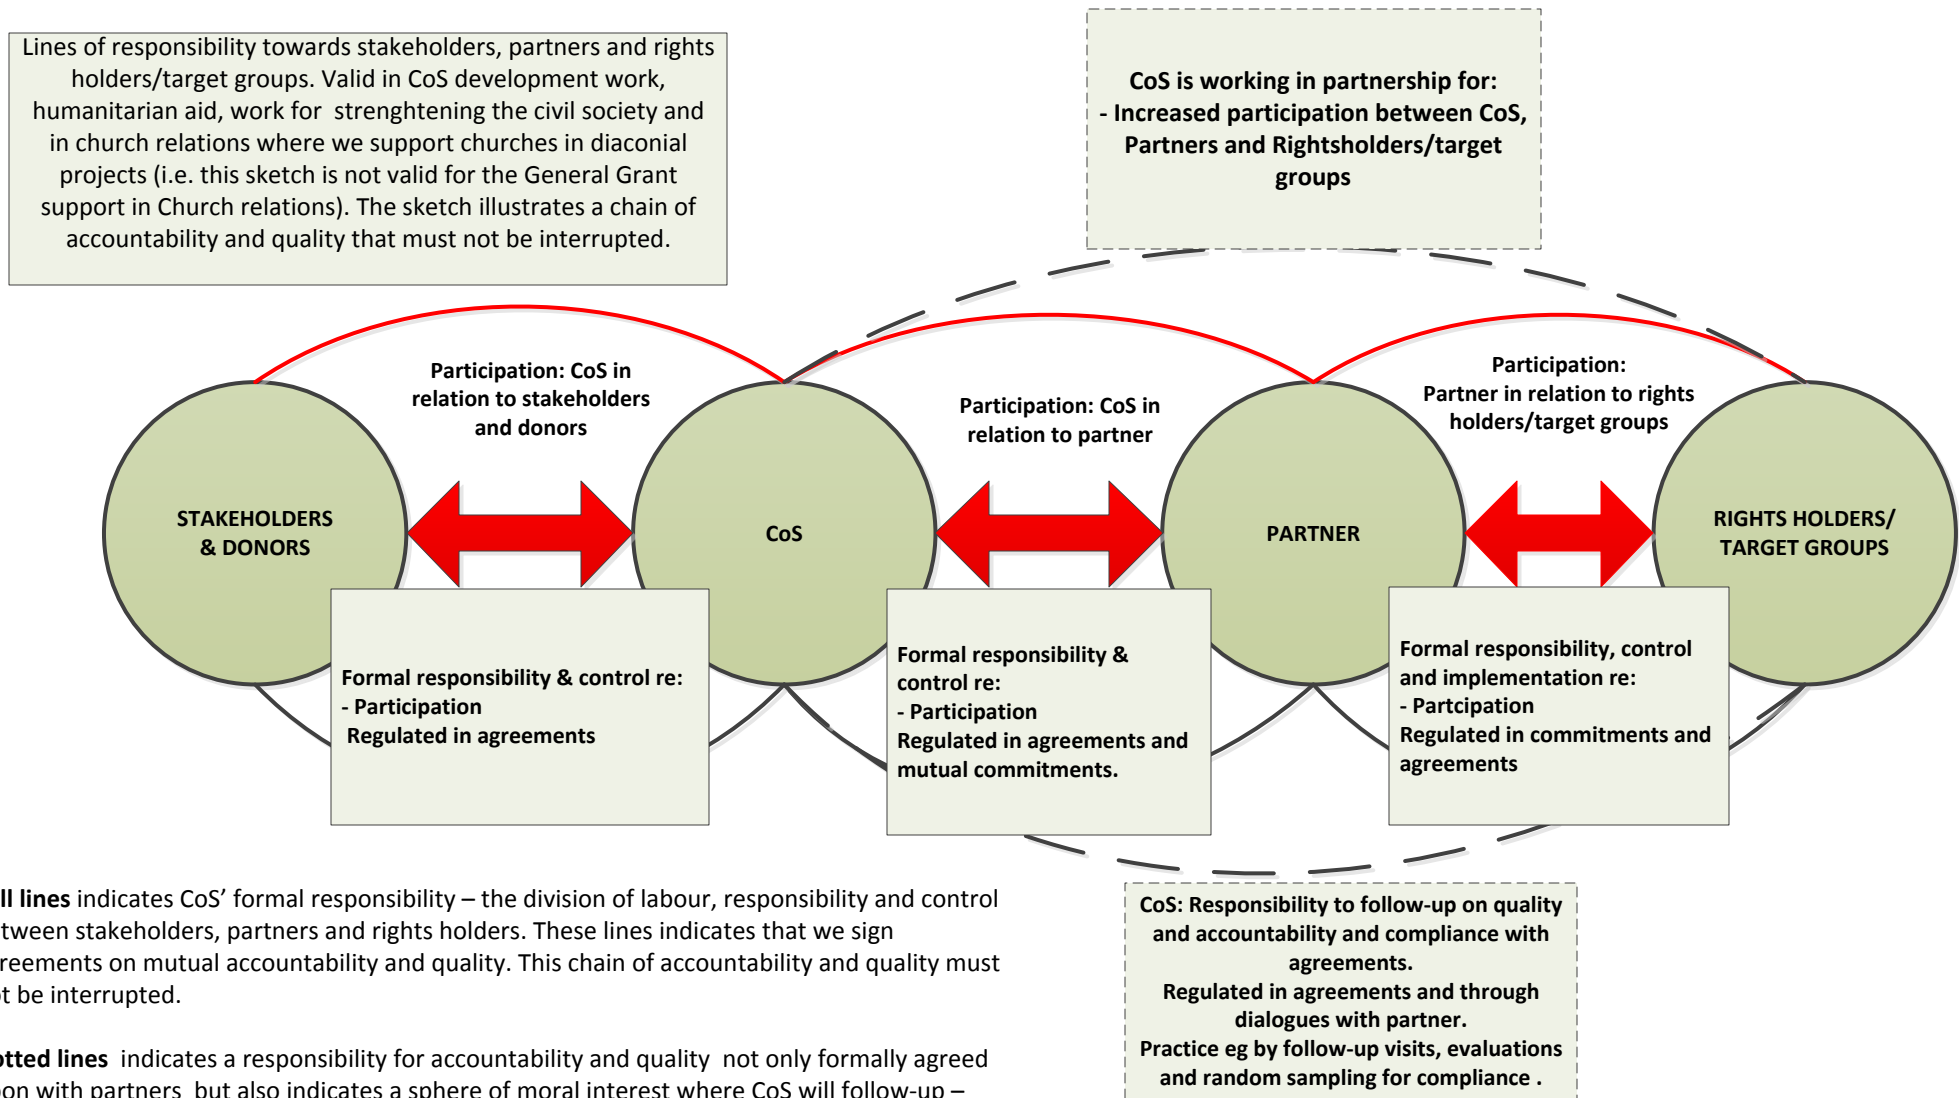 Lines of responsibility towards stakeholders, partners and rights
holders/target groups. Valid in CoS development work,
humanitarian aid, work for  strenghtening the civil society and
in church relations where we support churches in diaconial
projects (i.e. this sketch is not valid for the General Grant
support in Church relations). The sketch illustrates a chain of
accountability and quality that must not be interrupted.
CoS is working in partnership for:
- Increased participation between CoS,
Partners and Rightsholders/target
groups
Participation: CoS in
relation to stakeholders
and donors
Participation: CoS in
relation to partner
Participation:
Partner in relation to rights
holders/target groups
STAKEHOLDERS
& DONORS
CoS
PARTNER
RIGHTS HOLDERS/
TARGET GROUPS
Formal responsibility & control re:
- Participation
Regulated in agreements
Formal responsibility &
control re:
- Participation
Regulated in agreements and
mutual commitments.
Formal responsibility, control
and implementation re:
- Partcipation
Regulated in commitments and
agreements
ll lines indicates CoS’ formal responsibility – the division of labour, responsibility and control
tween stakeholders, partners and rights holders. These lines indicates that we sign
reements on mutual accountability and quality. This chain of accountability and quality must
t be interrupted.
otted lines  indicates a responsibility for accountability and quality  not only formally agreed
on with partners  but also indicates a sphere of moral interest where CoS will follow-up –
CoS: Responsibility to follow-up on quality
and accountability and compliance with
agreements.
Regulated in agreements and through
dialogues with partner.
Practice eg by follow-up visits, evaluations
and random sampling for compliance .